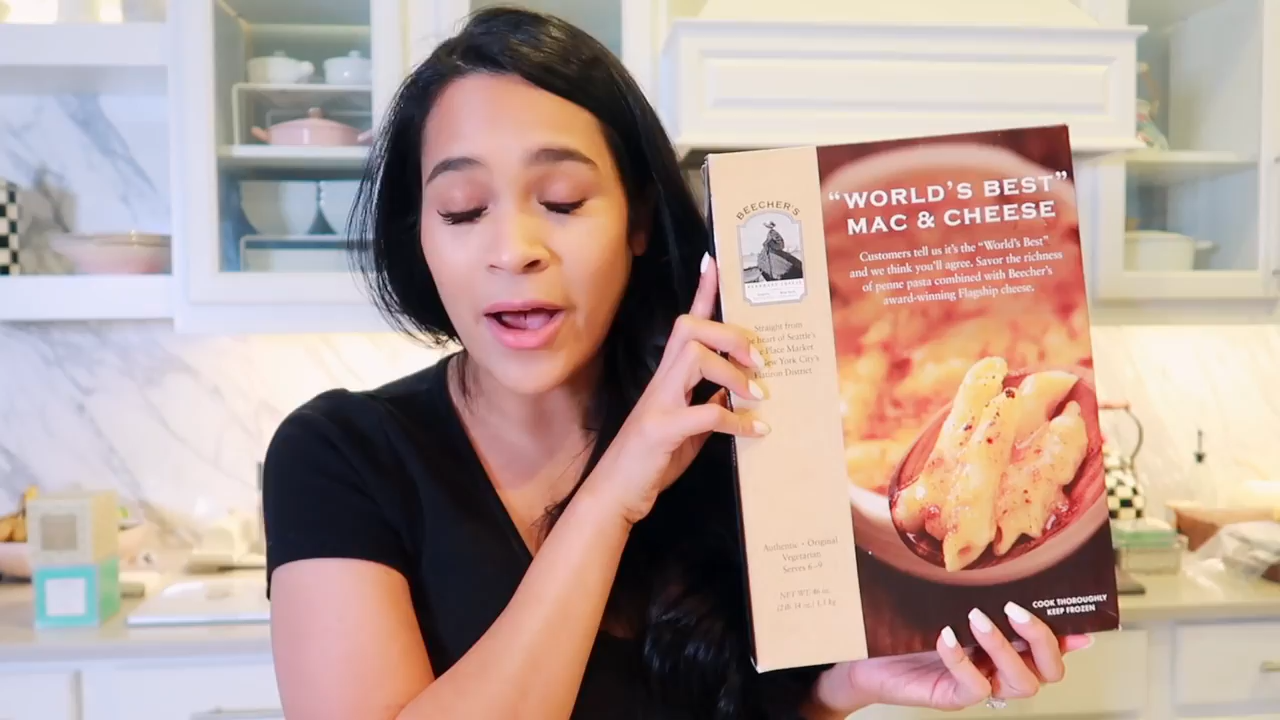 BEECHER'S
"WORLD'S BEST"
MAC & CHEESE
Customers tell us it's the "World's Best"
and we think you'll agree. Savor the richness
of penne pasta combined with Beecher's
award-winning Flagship cheese.
Straight from
heart of Seattle's
Place Market
New York City's
Flatiron District
Authentic • Original
Vegetarian
Serves 6-9
NET WT. 46 oz
COOK THOROUGHLY
KEEP FROZEN